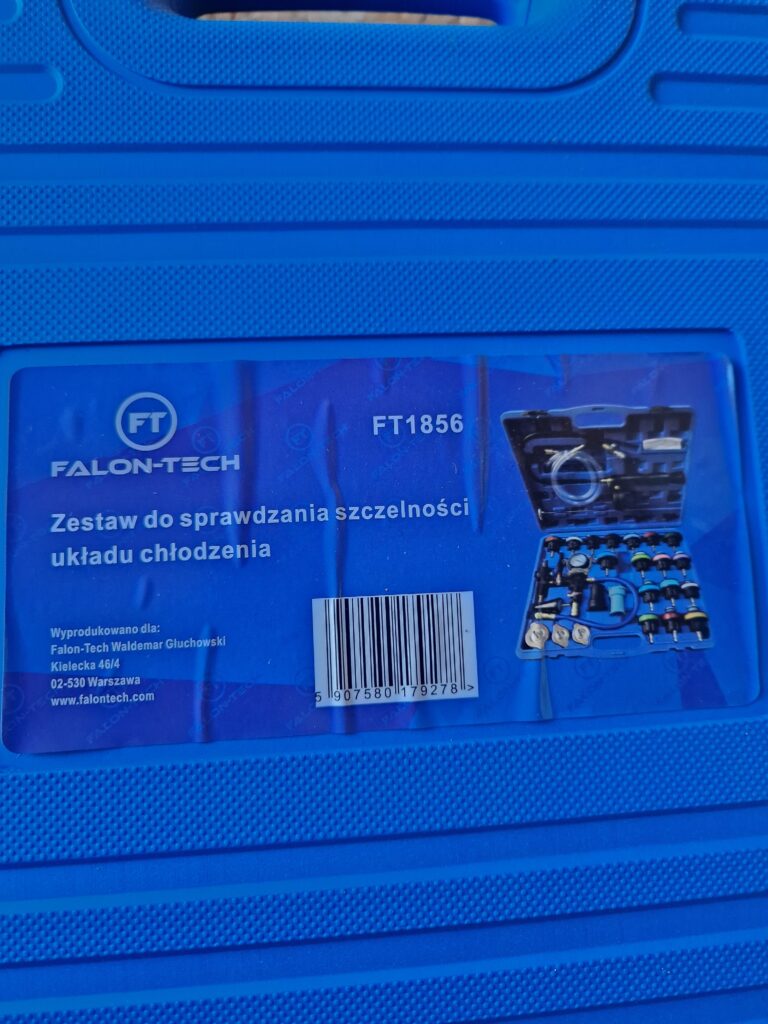 FT
FALON-TECH
FT1856
Zestaw do sprawdzania szczelności
układu chłodzenia
Wyprodukowano dla:
Falon-Tech Waldemar Głuchowski
Kielecka 46/4
02-530 Warszawa
www.falontech.com
5 907580 179278 >